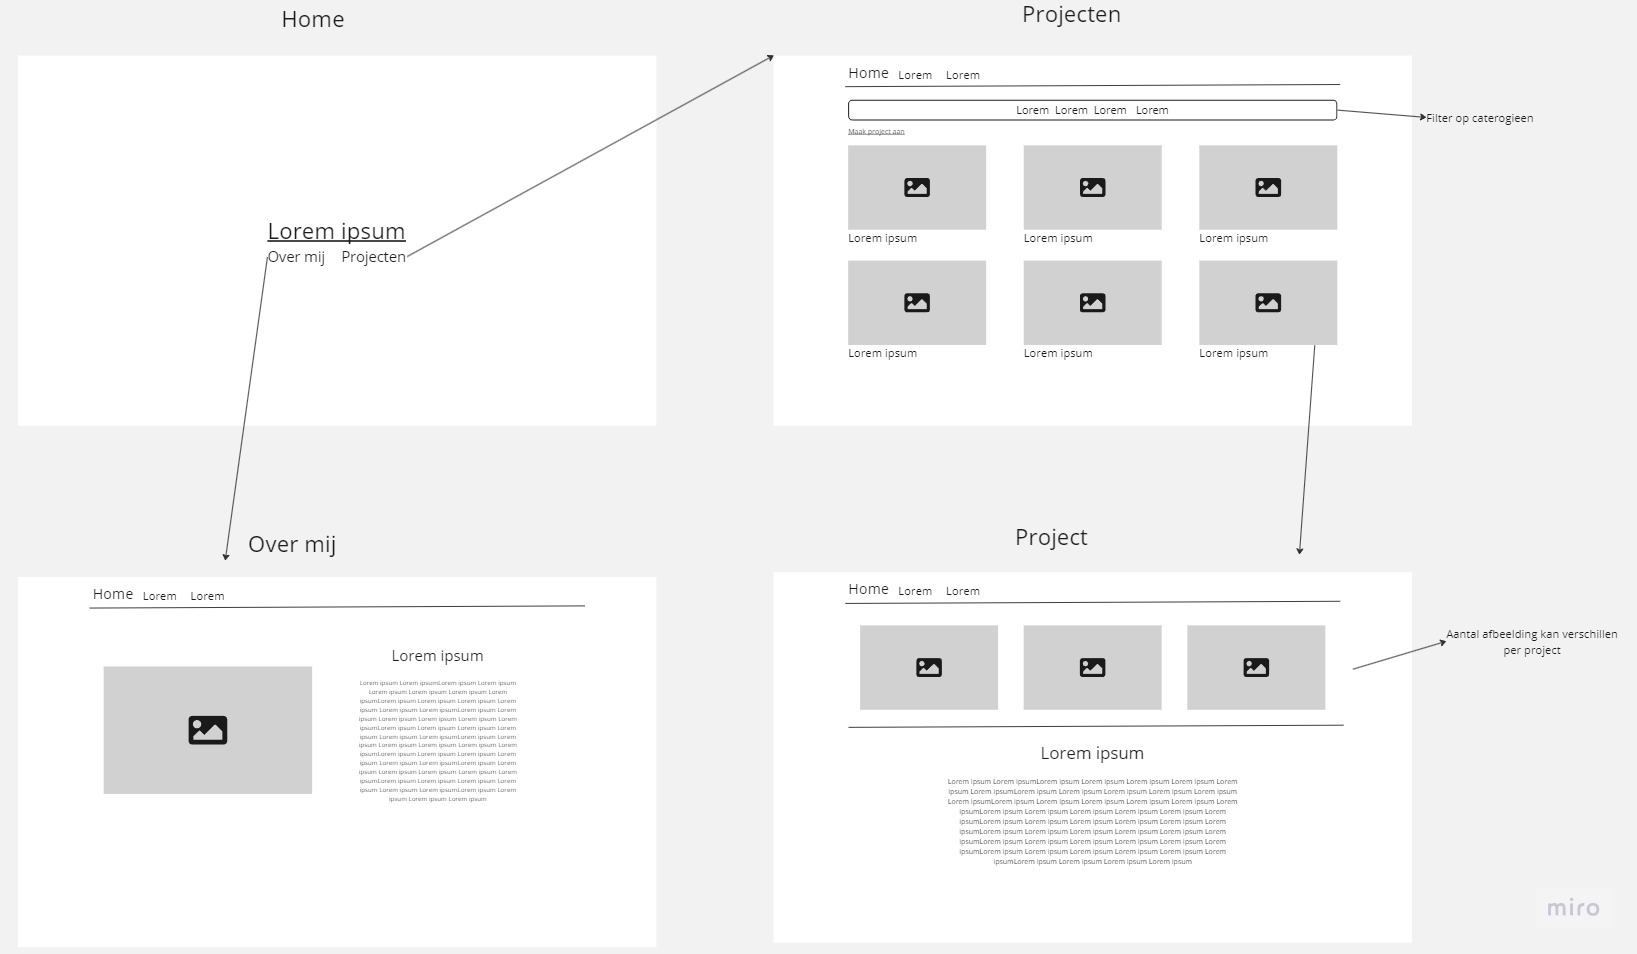 Home
Lorem ipsum
Over mij Projecten
Projecten
Home Lorem Lorem
Lorem Lorem Lorem Lorem
Filter op caterogieen
Maak project aan
Lorem ipsum Lorem ipsum Lorem ipsum
Lorem ipsum Lorem ipsum Lorem ipsum
Over mij
Home Lorem Lorem
Lorem ipsum
Lorem ipsum Lorem ipsumLorem ipsum Lorem ipsum
Lorem ipsum Lorem ipsum Lorem ipsum Lorem
ipsumLorem ipsum Lorem ipsum Lorem ipsum Lorem
ipsum Lorem ipsum Lorem ipsumLorem ipsum Lorem
ipsum Lorem ipsum Lorem ipsum Lorem ipsum Lorem
ipsumLorem ipsum Lorem ipsum Lorem ipsum Lorem
ipsum Lorem ipsum Lorem ipsumLorem ipsum Lorem
ipsum Lorem ipsum Lorem ipsum Lorem ipsum Lorem
ipsumLorem ipsum Lorem ipsum Lorem ipsum Lorem
ipsum Lorem ipsum Lorem ipsumLorem ipsum Lorem
ipsum Lorem ipsum Lorem ipsum Lorem ipsum Lorem
ipsumLorem ipsum Lorem ipsum Lorem ipsum Lorem
ipsum Lorem ipsum Lorem ipsumLorem ipsum Lorem
ipsum Lorem ipsum Lorem ipsum
Project
Home Lorem Lorem
Aantal afbeelding kan verschillen
per project
Lorem ipsum
Lorem ipsum Lorem ipsumLorem ipsum Lorem ipsum Lorem ipsum Lorem ipsum Lorem
ipsum Lorem ipsumLorem ipsum Lorem ipsum Lorem ipsum Lorem ipsum Lorem ipsum
Lorem ipsumLorem ipsum Lorem ipsum Lorem ipsum Lorem ipsum Lorem ipsum Lorem
ipsumLorem ipsum Lorem ipsum Lorem ipsum Lorem ipsum Lorem ipsum Lorem
ipsumLorem ipsum Lorem ipsum Lorem ipsum Lorem ipsum Lorem ipsum Lorem
ipsumLorem ipsum Lorem ipsum Lorem ipsum Lorem ipsum Lorem ipsum Lorem
ipsumLorem ipsum Lorem ipsum Lorem ipsum Lorem ipsum Lorem ipsum Lorem
ipsumLorem ipsum Lorem ipsum Lorem ipsum Lorem ipsum Lorem ipsum Lorem
ipsumLorem ipsum Lorem ipsum Lorem ipsum Lorem ipsum
miro